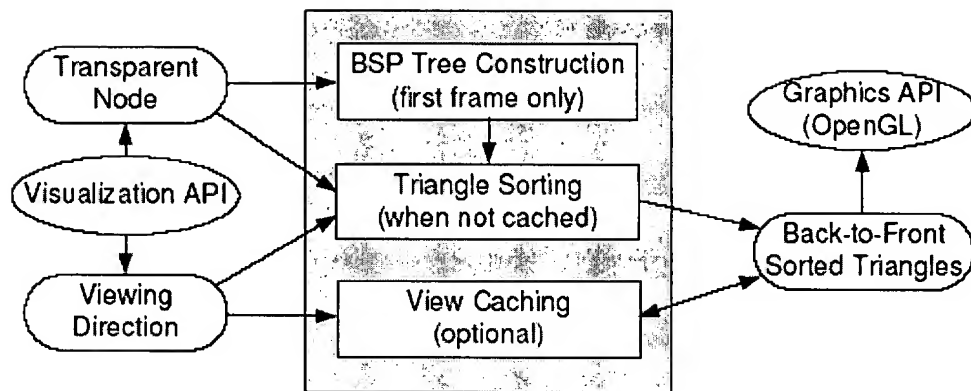 Transparent
Node
BSP Tree Construction
(first frame only)
Graphics API
(OpenGL)
Visualization API
Triangle Sorting
(when not cached)
Back-to-Front
Sorted Triangles
Viewing
Direction
View Caching
(optional)